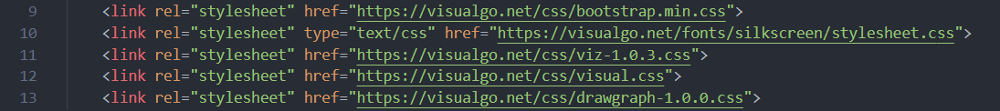 9 <link rel="stylesheet" href="https://visualgo.net/css/bootstrap.min.css">
10 <link rel="stylesheet" type="text/css" href="https://visualgo.net/fonts/silkscreen/stylesheet.css">
11 <link rel="stylesheet" href="https://visualgo.net/css/viz-1.0.3.css">
12 <link rel="stylesheet" href="https://visualgo.net/css/visual.css">
13 <link rel="stylesheet" href="https://visualgo.net/css/drawgraph-1.0.0.css">